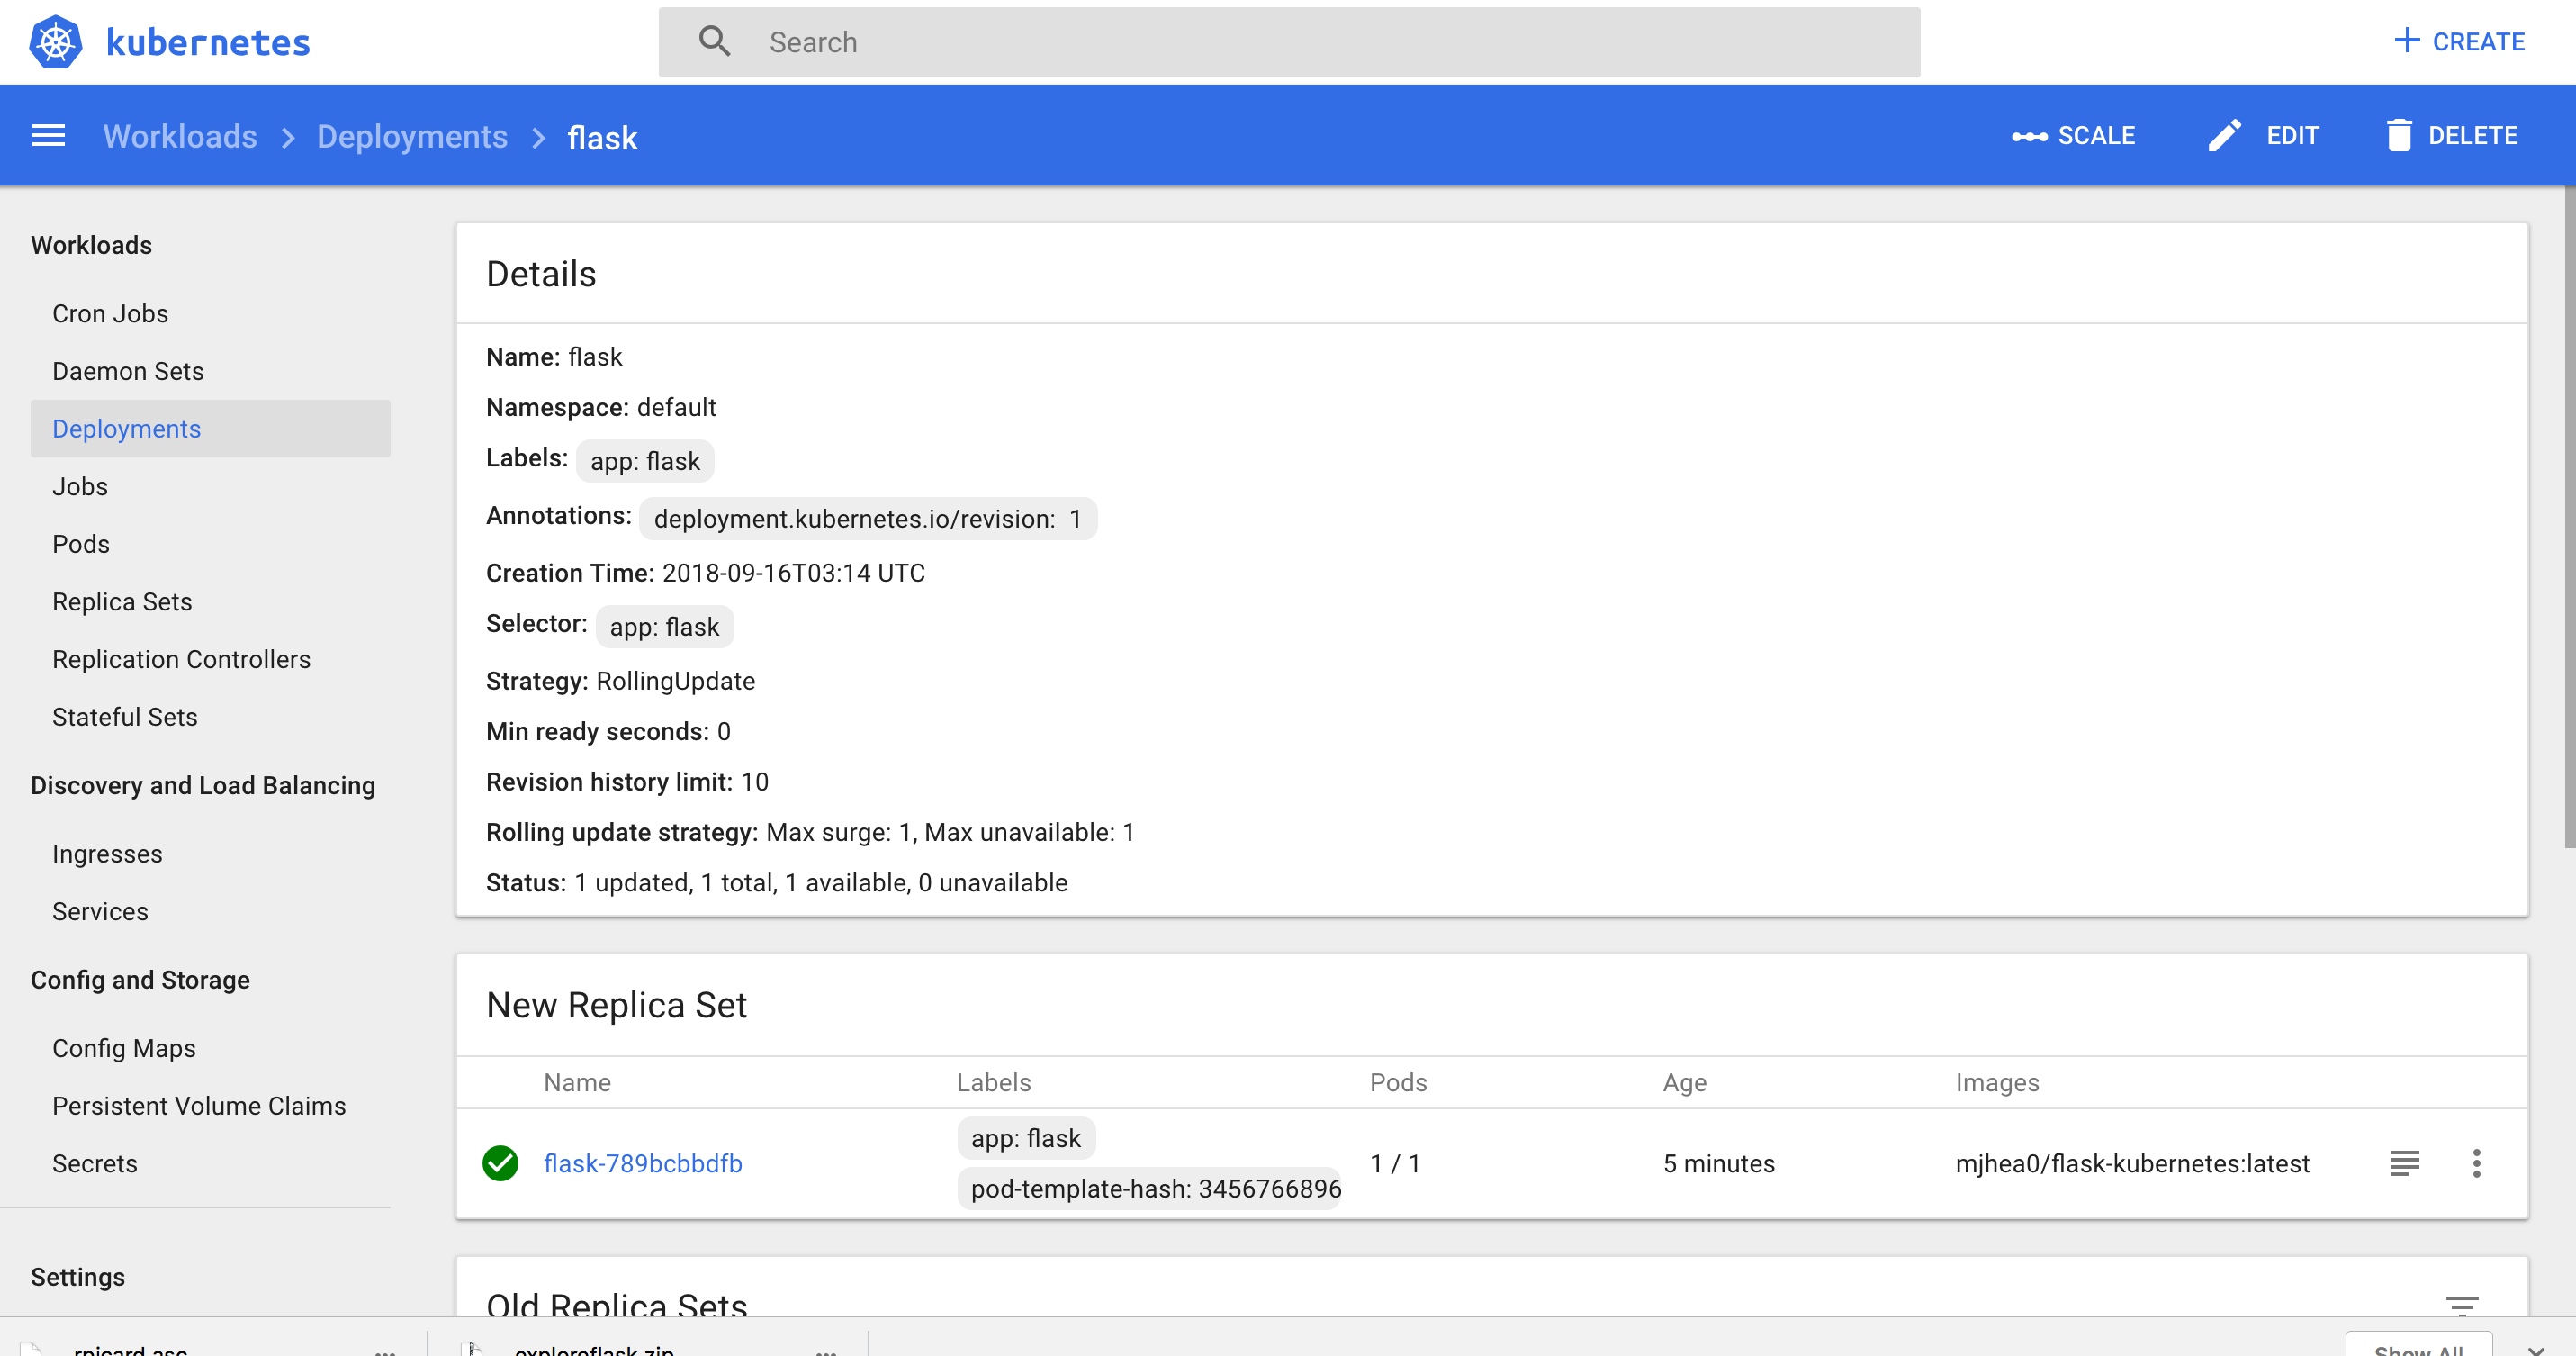 kubernetes
Search
CREATE
Workloads > Deployments > flask
SCALE
EDIT
DELETE
Workloads
Cron Jobs
Daemon Sets
Deployments
Jobs
Pods
Replica Sets
Replication Controllers
Stateful Sets
Discovery and Load Balancing
Ingresses
Services
Config and Storage
Config Maps
Persistent Volume Claims
Secrets
Settings
Details
Name: flask
Namespace: default
Labels: app: flask
Annotations: deployment.kubernetes.io/revision: 1
Creation Time: 2018-09-16T03:14 UTC
Selector: app: flask
Strategy: RollingUpdate
Min ready seconds: 0
Revision history limit: 10
Rolling update strategy: Max surge: 1, Max unavailable: 1
Status: 1 updated, 1 total, 1 available, 0 unavailable
New Replica Set
Name Labels Pods Age Images
flask-789bcbbdfb
app: flask
pod-template-hash: 3456766896
1 / 1
5 minutes
mjhea0/flask-kubernetes:latest
Old Replica Sets
rpicard.asc
exploreflask.zip
Show All